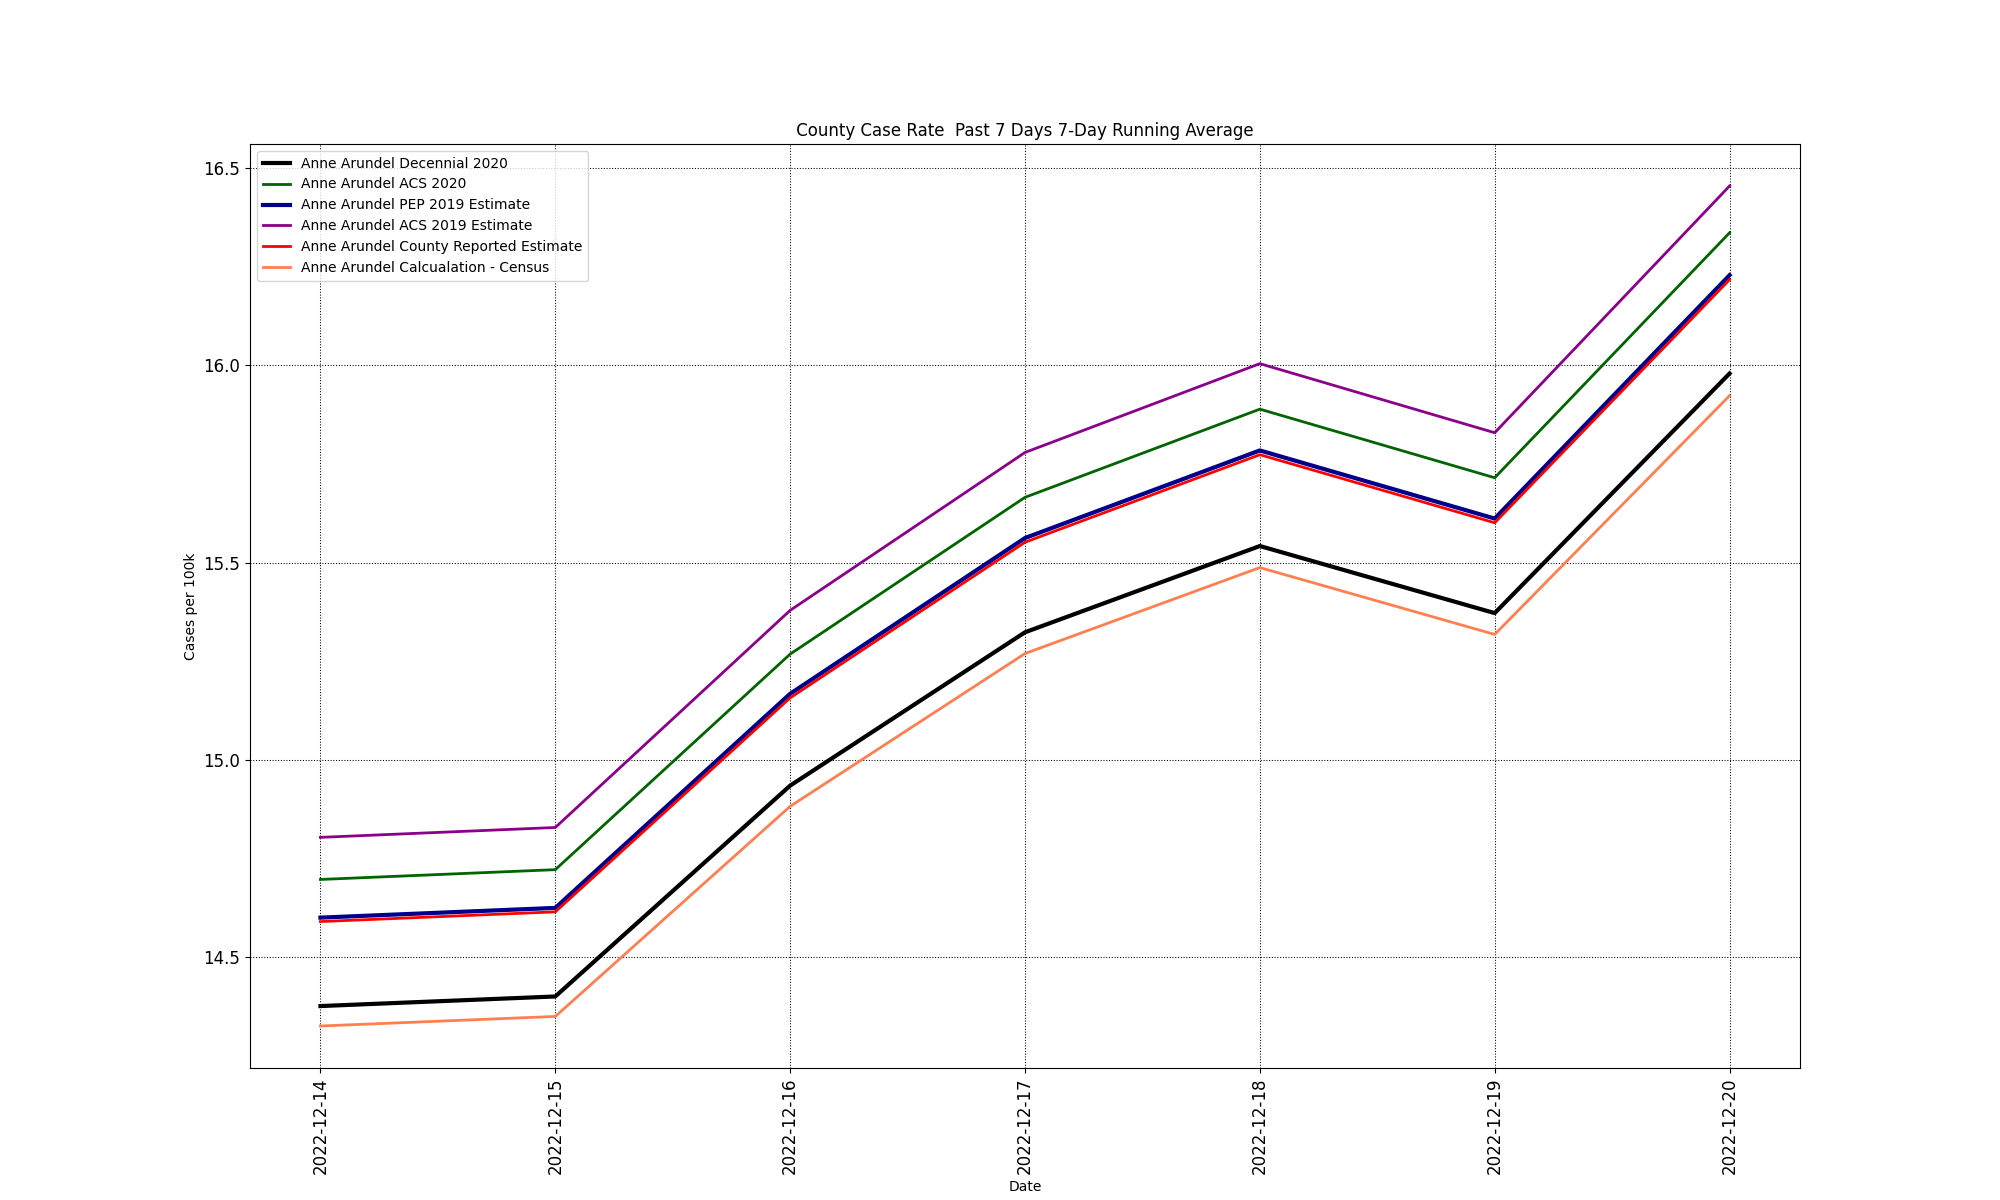 County Case Rate  Past 7 Days 7-Day Running Average
Anne Arundel Decennial 2020
Anne Arundel ACS 2020
Anne Arundel PEP 2019 Estimate
Anne Arundel ACS 2019 Estimate
Anne Arundel County Reported Estimate
Anne Arundel Calcualation - Census
16.5
16.0
15.5
15.0
14.5
Cases per 100k
2022-12-14
2022-12-15
2022-12-16
2022-12-17
2022-12-18
2022-12-19
2022-12-20
Date